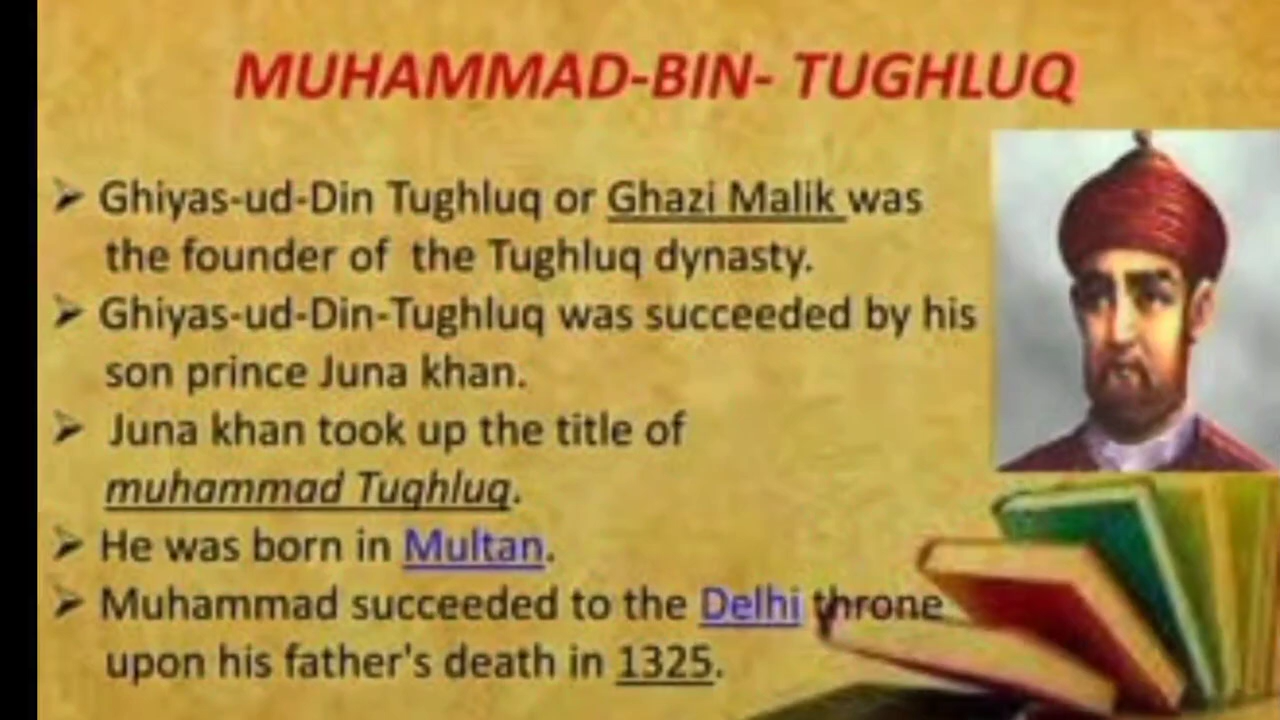 MUHAMMAD-BIN- TUGHLUQ
➢ Ghiyas-ud-Din Tughluq or Ghazi Malik was
the founder of the Tughluq dynasty.
➢ Ghiyas-ud-Din-Tughluq was succeeded by his
son prince Juna khan.
➢ Juna khan took up the title of
muhammad Tughluq.
➢ He was born in Multan.
➢ Muhammad succeeded to the Delhi throne
upon his father's death in 1325.